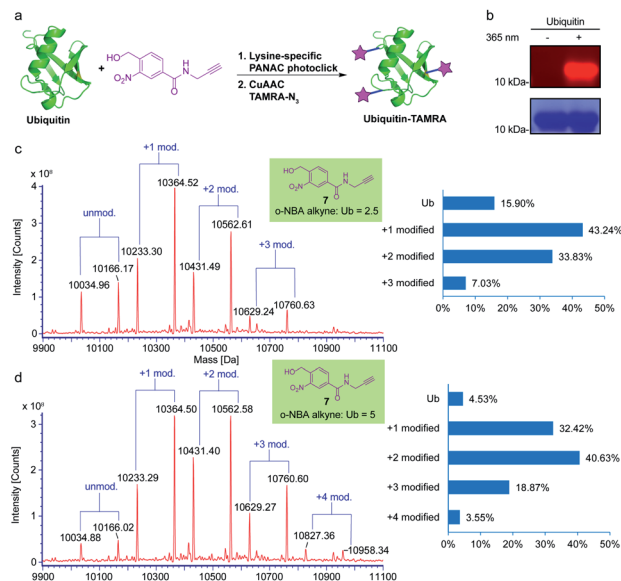 a
HO
NO2
O
N
H
+
Ubiquitin
1. Lysine-specific
PANAC photoclick
2. CuAAC
TAMRA-N3
Ubiquitin-TAMRA
b
Ubiquitin
365 nm - +
10 kDa-
10 kDa-
c
x 10⁸
Intensity [Counts]
4
3
2
1
0
unmod.
+1 mod.
+2 mod.
+3 mod.
10034.96
10166.17
10233.30
10364.52
10431.49
10562.61
10629.24
10760.63
9900 10100 10300 10500 10700 10900 11100
Mass [Da]
HO
NO2
O
N
H
7
o-NBA alkyne: Ub = 2.5
Ub 15.90%
+1 modified 43.24%
+2 modified 33.83%
+3 modified 7.03%
0% 10% 20% 30% 40% 50%
d
x 10⁸
Intensity [Counts]
3
2
1
0
unmod.
+1 mod.
+2 mod.
+3 mod.
+4 mod.
10034.88
10166.02
10233.29
10364.50
10431.40
10562.58
10629.27
10760.60
10827.36
10958.34
9900 10100 10300 10500 10700 10900 11100
HO
NO2
O
N
H
7
o-NBA alkyne: Ub = 5
Ub 4.53%
+1 modified 32.42%
+2 modified 40.63%
+3 modified 18.87%
+4 modified 3.55%
0% 10% 20% 30% 40% 50%